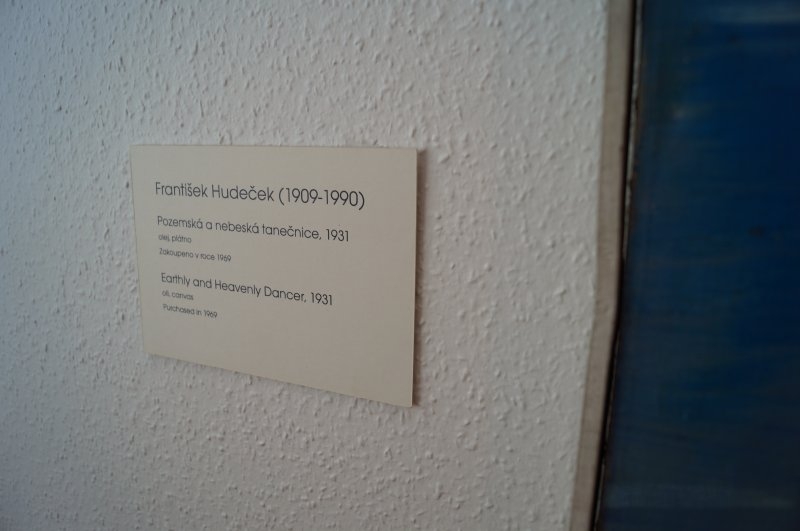 František Hudeček (1909-1990)
Pozemská a nebeská tanečnice, 1931
olej, plátno
Zakoupeno v roce 1969
Earthly and Heavenly Dancer, 1931
oil, canvas
Purchased in 1969